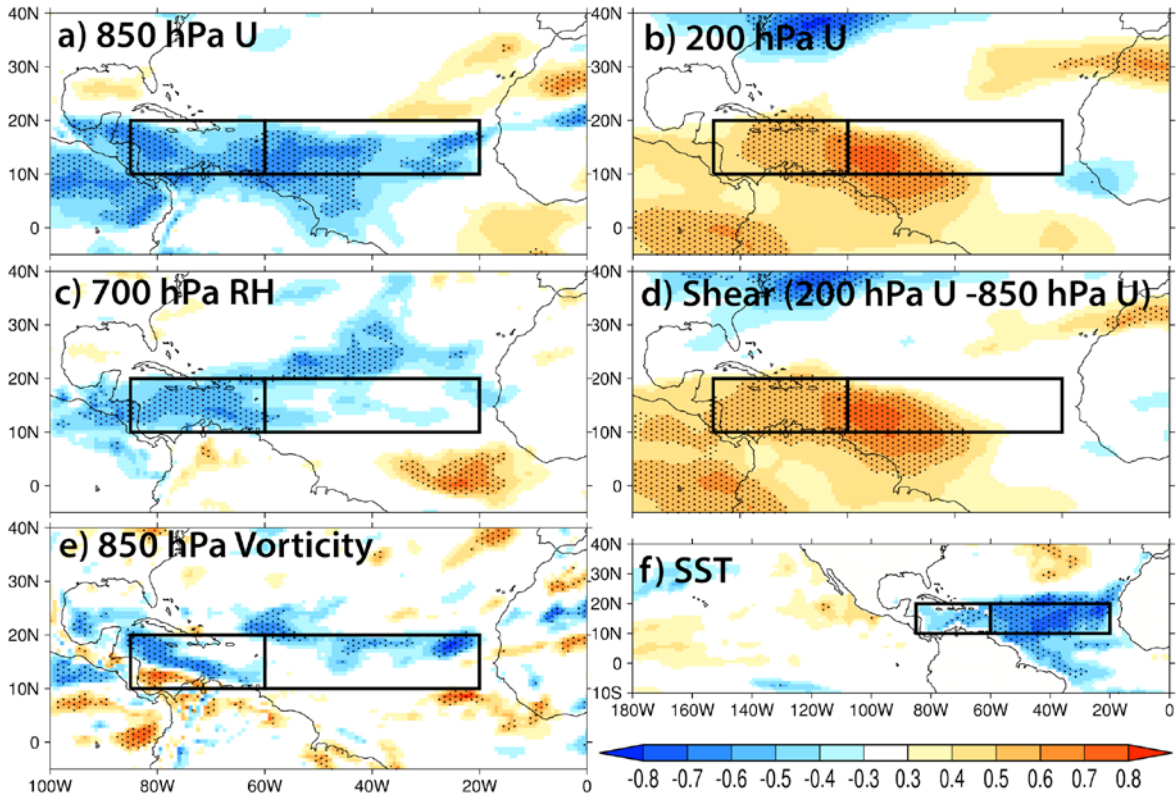 a) 850 hPa U
b) 200 hPa U
40N
30N
20N
10N
0
40N
30N
20N
10N
0
c) 700 hPa RH
d) Shear (200 hPa U -850 hPa U)
40N
30N
20N
10N
0
40N
30N
20N
10N
0
e) 850 hPa Vorticity
40N
30N
20N
10N
0
100W 80W 60W 40W 20W 0
f) SST
40N
30N
20N
10N
0
10S
180W 160W 140W 120W 100W 80W 60W 40W 20W 0
-0.8 -0.7 -0.6 -0.5 -0.4 -0.3 0.3 0.4 0.5 0.6 0.7 0.8